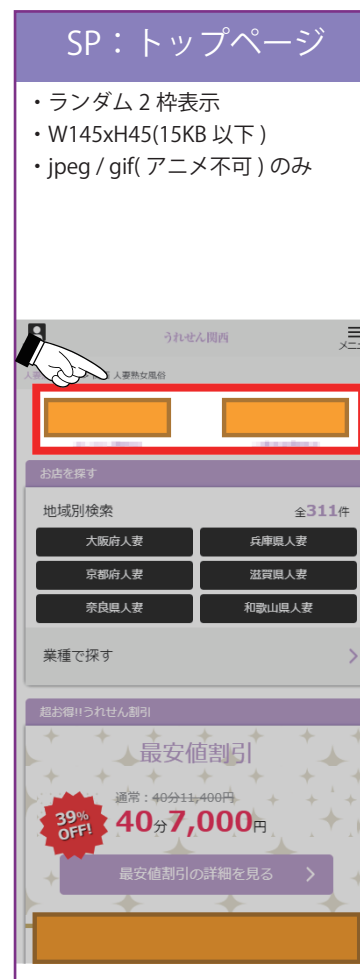 SP：トップページ
・ランダム 2 枠表示
・W145xH45(15KB 以下 )
・jpeg / gif( アニメ不可 ) のみ
うれせん関西
メニ
人妻熟女風俗
お店を探す
地域別検索 全311件
大阪府人妻 兵庫県人妻
京都府人妻 滋賀県人妻
奈良県人妻 和歌山県人妻
業種で探す
超お得!!うれせん割引
最安値割引
通常：40分11,400円
39% OFF!
40分7,000円
最安値割引の詳細を見る